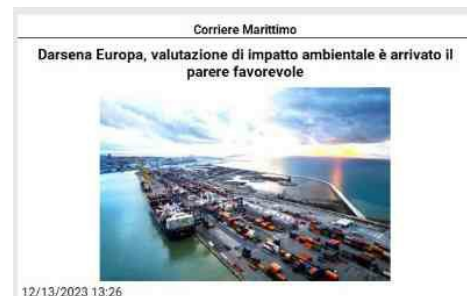 Corriere Marittimo
Darsena Europa, valutazione di impatto ambientale è arrivato il
parere favorevole
12/13/2023 13:26